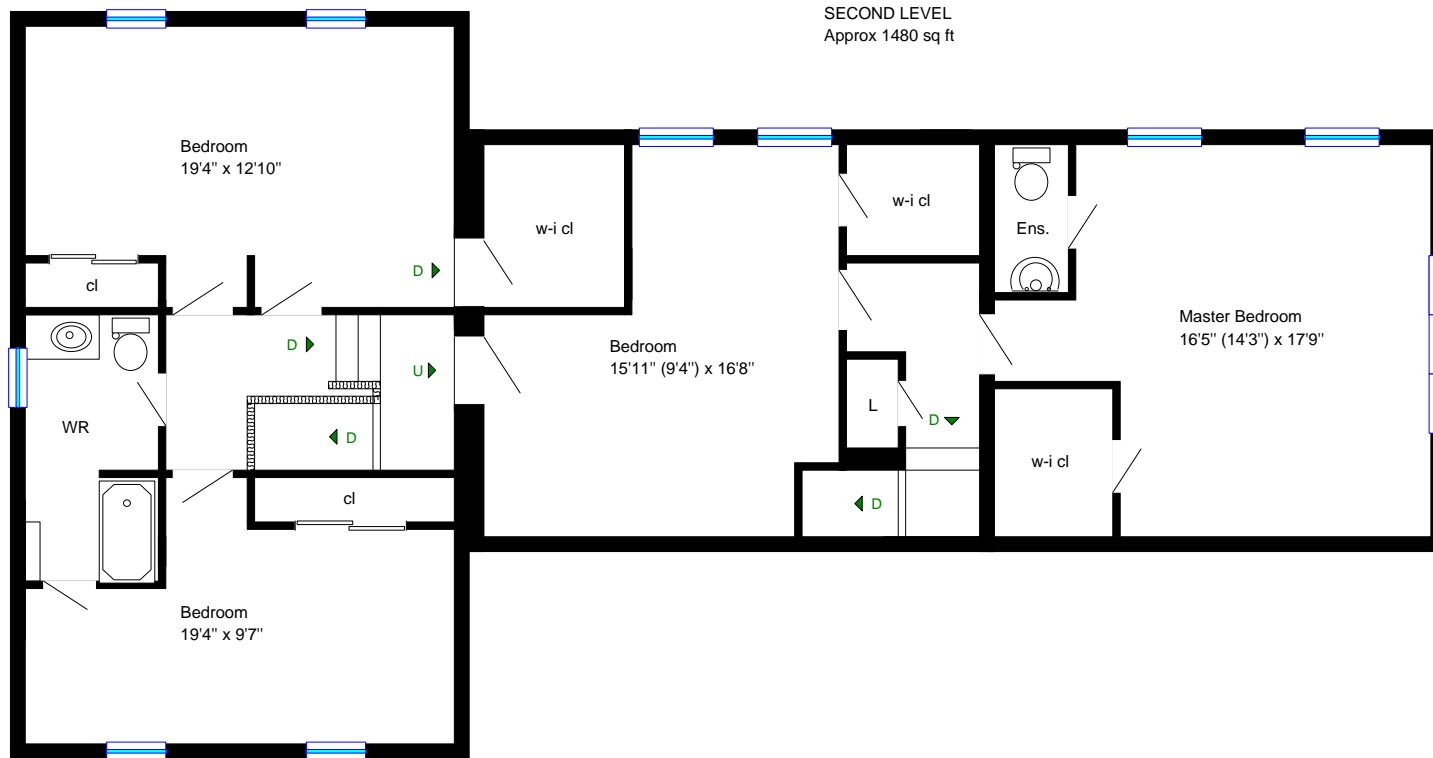 SECOND LEVEL
Approx 1480 sq ft
Bedroom
19'4" x 12'10"
w-i cl
w-i cl
Ens.
D
cl
Master Bedroom
16'5" (14'3") x 17'9"
D
Bedroom
15'11" (9'4") x 16'8"
U
L
D
WR
D
w-i cl
cl
D
Bedroom
19'4" x 9'7"